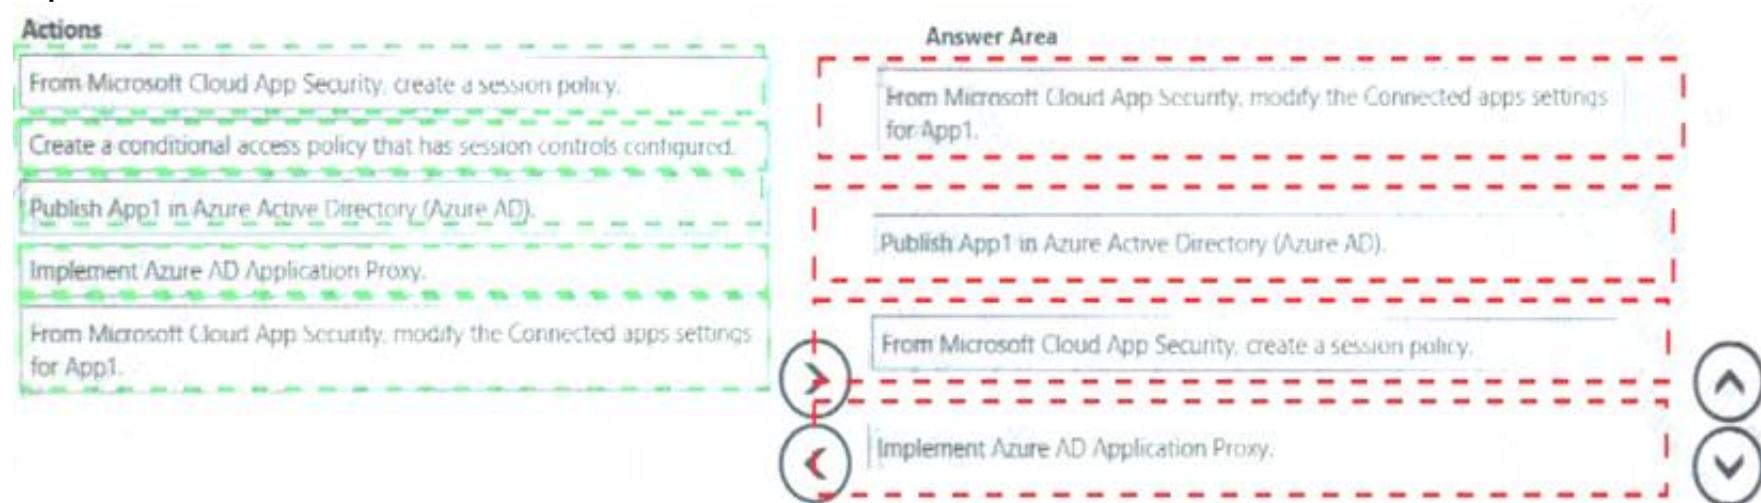 Actions
From Microsoft Cloud App Security, create a session policy.
Create a conditional access policy that has session controls configured.
Publish App1 in Azure Active Directory (Azure AD).
Implement Azure AD Application Proxy.
From Microsoft Cloud App Security, modify the Connected apps settings
for App1.
Answer Area
From Microsoft Cloud App Security, modify the Connected apps settings
for App1.
Publish App1 in Azure Active Directory (Azure AD).
From Microsoft Cloud App Security, create a session policy.
Implement Azure AD Application Proxy.